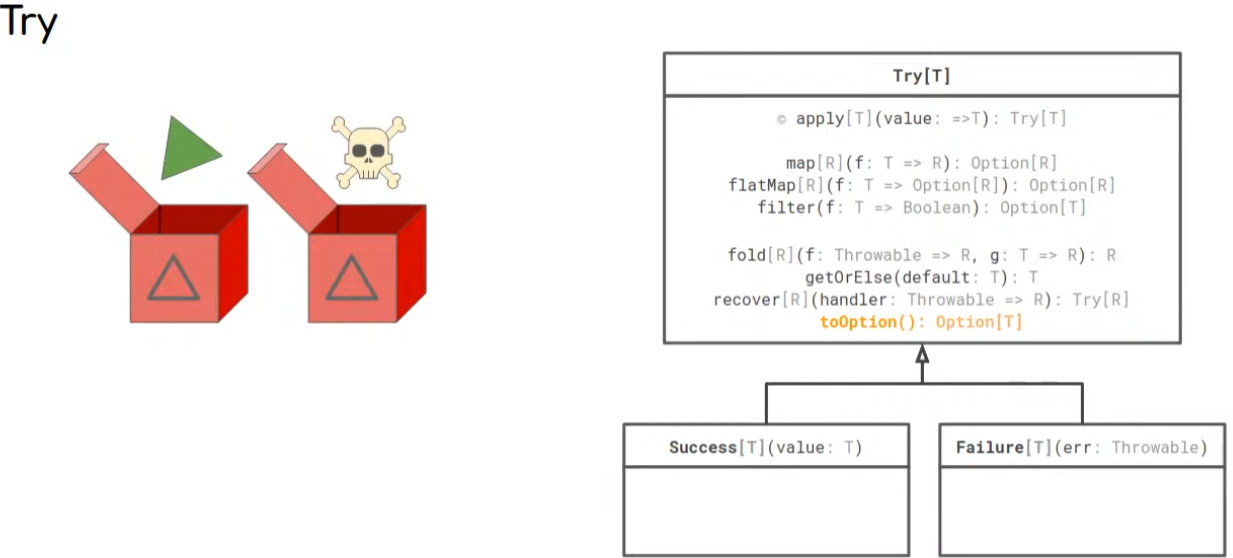 Try
Try[T]
© apply[T](value: =>T): Try[T]
map[R](f: T => R): Option[R]
flatMap[R](f: T => Option[R]): Option[R]
filter(f: T => Boolean): Option[T]
fold[R](f: Throwable => R, g: T => R): R
getOrElse(default: T): T
recover[R](handler: Throwable => R): Try[R]
toOption(): Option[T]
Success[T](value: T)
Failure[T](err: Throwable)